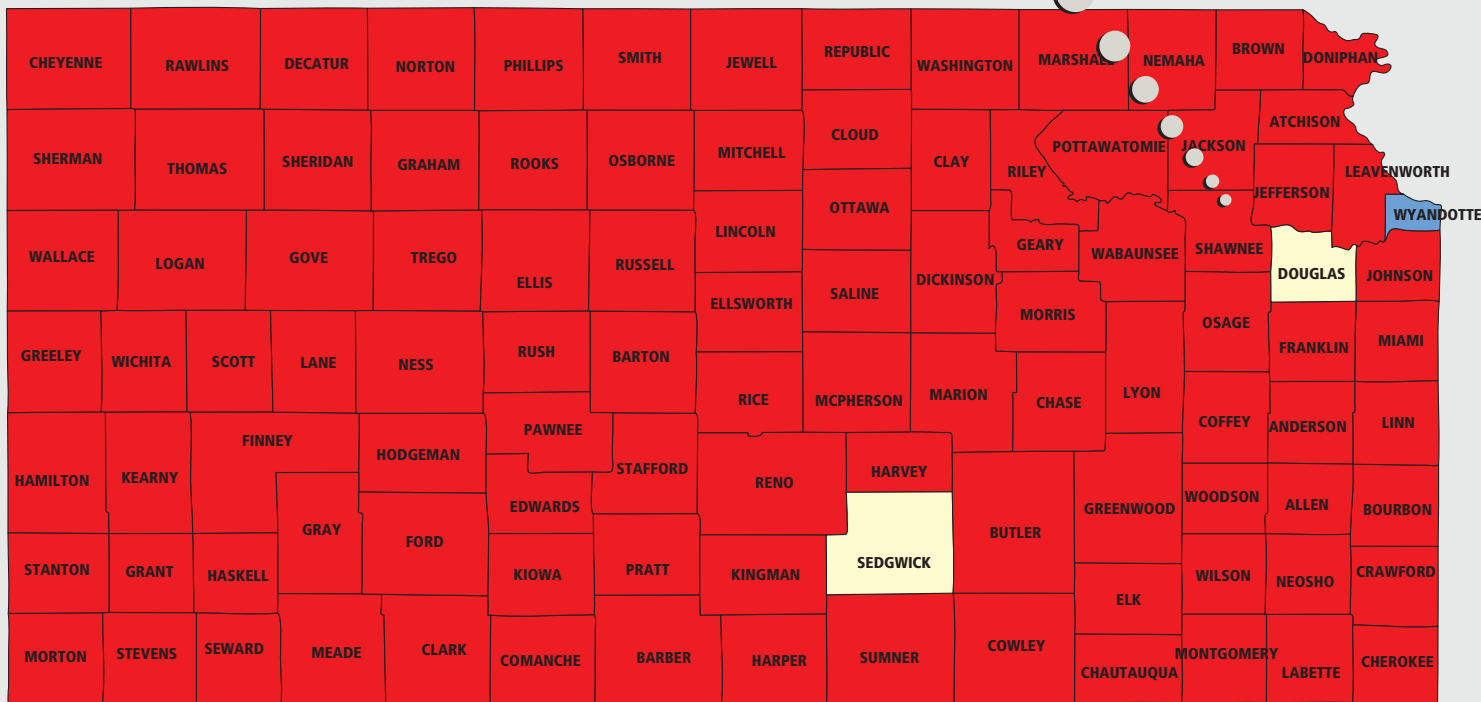 CHEYENNE
RAWLINS
DECATUR
NORTON
PHILLIPS
SMITH
JEWELL
REPUBLIC
WASHINGTON
MARSHALL
NEMAHA
BROWN
DONIPHAN
SHERMAN
THOMAS
SHERIDAN
GRAHAM
ROOKS
OSBORNE
MITCHELL
CLOUD
CLAY
RILEY
POTTAWATOMIE
JACKSON
ATCHISON
JEFFERSON
LEAVENWORTH
WYANDOTTE
WALLACE
LOGAN
GOVE
TREGO
ELLIS
RUSSELL
LINCOLN
OTTAWA
ELLSWORTH
SALINE
DICKINSON
GEARY
WABAUNSEE
SHAWNEE
DOUGLAS
JOHNSON
MORRIS
OSAGE
FRANKLIN
MIAMI
GREELEY
WICHITA
SCOTT
LANE
NESS
RUSH
BARTON
RICE
MCPHERSON
MARION
CHASE
LYON
COFFEY
ANDERSON
LINN
HAMILTON
KEARNY
FINNEY
HODGEMAN
PAWNEE
STAFFORD
EDWARDS
RENO
HARVEY
SEDGWICK
BUTLER
GREENWOOD
WOODSON
ALLEN
BOURBON
GRAY
FORD
STANTON
GRANT
HASKELL
KIOWA
PRATT
KINGMAN
ELK
WILSON
NEOSHO
CRAWFORD
MORTON
STEVENS
SEWARD
MEADE
CLARK
COMANCHE
BARBER
HARPER
SUMNER
COWLEY
CHAUTAUQUA
MONTGOMERY
LABETTE
CHEROKEE